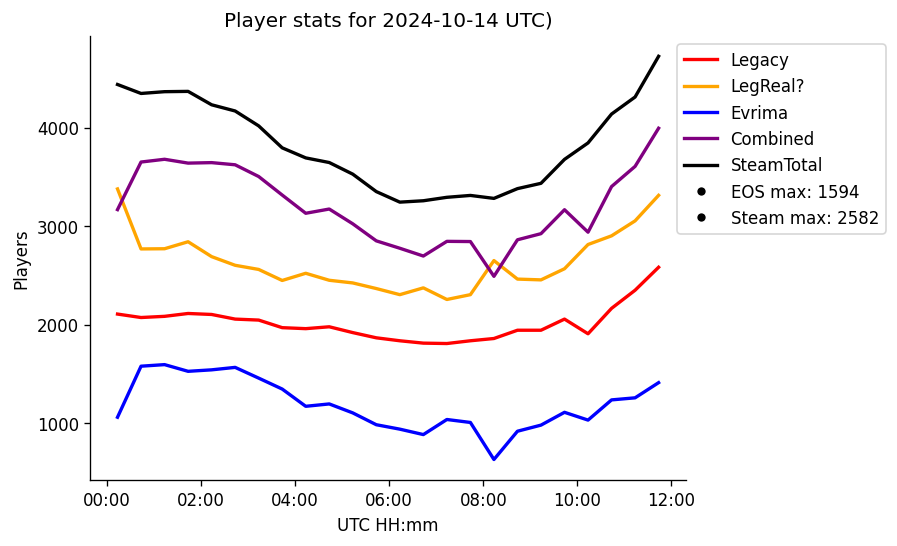 Player stats for 2024-10-14 UTC)
Legacy
LegReal?
Evrima
Combined
SteamTotal
EOS max: 1594
Steam max: 2582
Players
4000
3000
2000
1000
00:00 02:00 04:00 06:00 08:00 10:00 12:00
UTC HH:mm